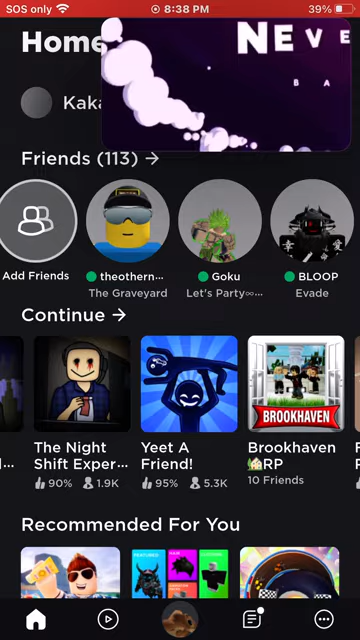 SOS only
8:38 PM
39%
Home
NEVE
BA
Kaka
Friends (113) →
Add Friends
theothern...
The Graveyard
Goku
Let's Party∞...
BLOOP
Evade
Continue →
The Night
Shift Exper...
90% 1.9K
Yeet A
Friend!
95% 5.3K
BROOKHAVEN
Brookhaven
🏡RP
10 Friends
Recommended For You
FEATURED